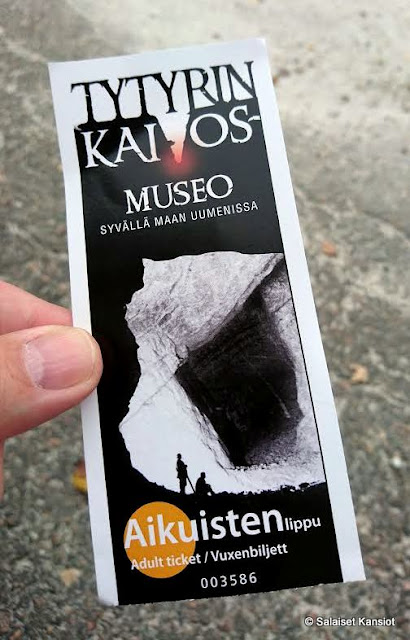 TYTYRIN
KAIVOS-
MUSEO
SYVÄLLÄ MAAN UUMENISSA
Aikuisten lippu
Adult ticket / Vuxenbiljett
003586
© Salaiset Kansiot